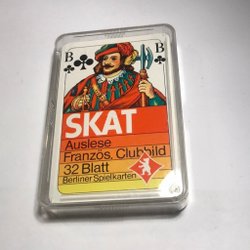 B B
SKAT
Auslese
Französ. Clubbild
32 Blatt
Berliner Spielkarten